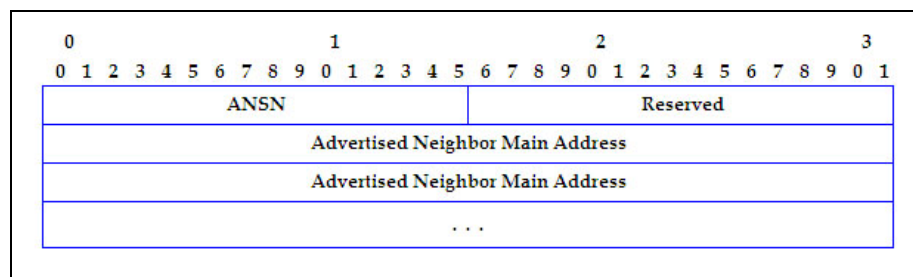 0 1 2 3
0 1 2 3 4 5 6 7 8 9 0 1 2 3 4 5 6 7 8 9 0 1 2 3 4 5 6 7 8 9 0 1
ANSN Reserved
Advertised Neighbor Main Address
Advertised Neighbor Main Address
. . .